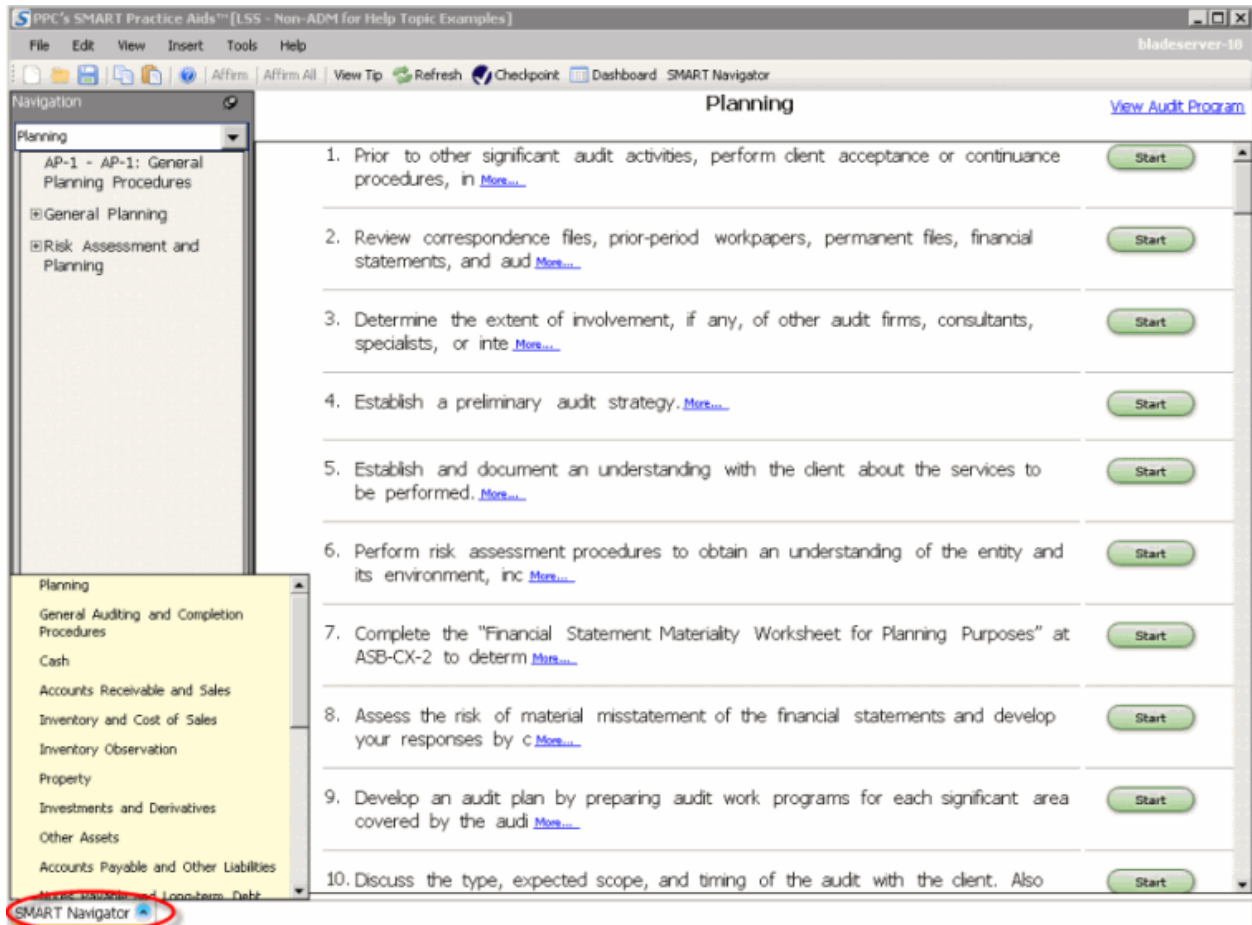 PPC's SMART Practice Aids™ [LSS - Non-ADM for Help Topic Examples]
File Edit View Insert Tools Help
bladeserver-18
Affirm Affirm All View Tip Refresh Checkpoint Dashboard SMART Navigator
Navigation
Planning
View Audit Program
Planning
AP-1 - AP-1: General
Planning Procedures
General Planning
Risk Assessment and
Planning
1. Prior to other significant audit activities, perform client acceptance or continuance
procedures, in More...
Start
2. Review correspondence files, prior-period workpapers, permanent files, financial
statements, and aud More...
Start
3. Determine the extent of involvement, if any, of other audit firms, consultants,
specialists, or inte More...
Start
4. Establish a preliminary audit strategy. More...
Start
5. Establish and document an understanding with the client about the services to
be performed. More...
Start
6. Perform risk assessment procedures to obtain an understanding of the entity and
its environment, inc More...
Start
7. Complete the "Financial Statement Materiality Worksheet for Planning Purposes" at
ASB-CX-2 to determ More...
Start
8. Assess the risk of material misstatement of the financial statements and develop
your responses by c More...
Start
9. Develop an audit plan by preparing audit work programs for each significant area
covered by the audi More...
Start
10. Discuss the type, expected scope, and timing of the audit with the client. Also
Start
Planning
General Auditing and Completion
Procedures
Cash
Accounts Receivable and Sales
Inventory and Cost of Sales
Inventory Observation
Property
Investments and Derivatives
Other Assets
Accounts Payable and Other Liabilities
Notes Payable and Long-term Debt
SMART Navigator